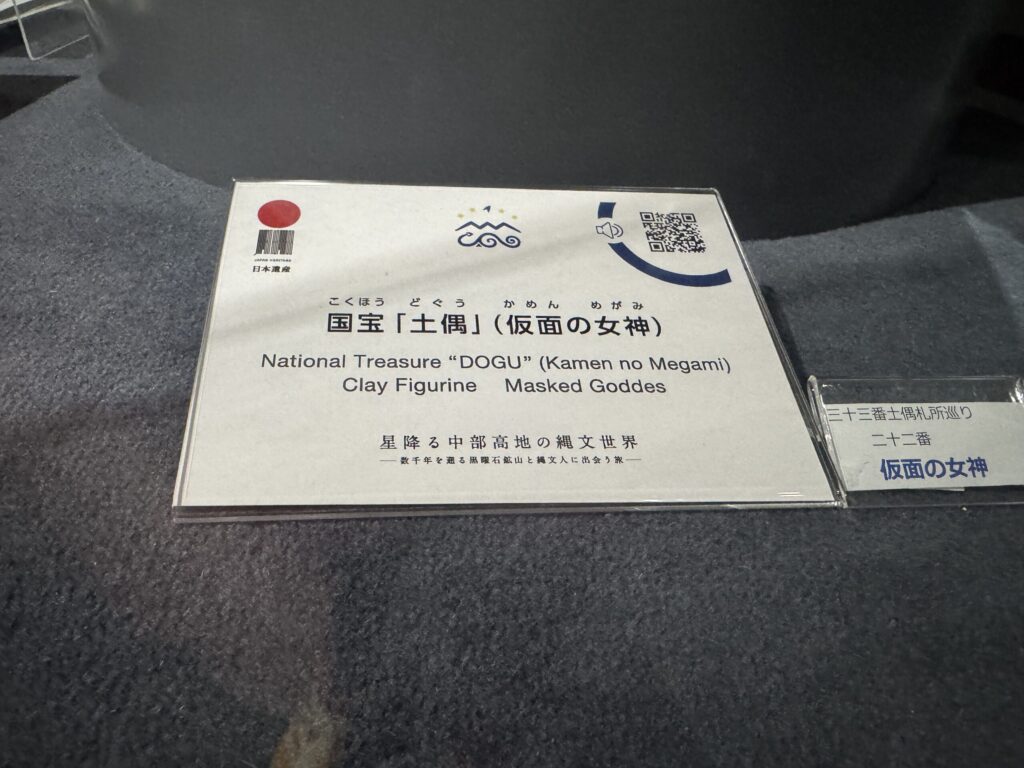 JAPAN HERITAGE
日本遺産
こくほう どぐう かめん めがみ
国宝「土偶」(仮面の女神)
National Treasure “DOGU” (Kamen no Megami)
Clay Figurine Masked Goddes
星降る中部高地の縄文世界
—数千年を遡る黒曜石鉱山と縄文人に出会う旅—
三十三番土偶札所巡り
二十二番
仮面の女神